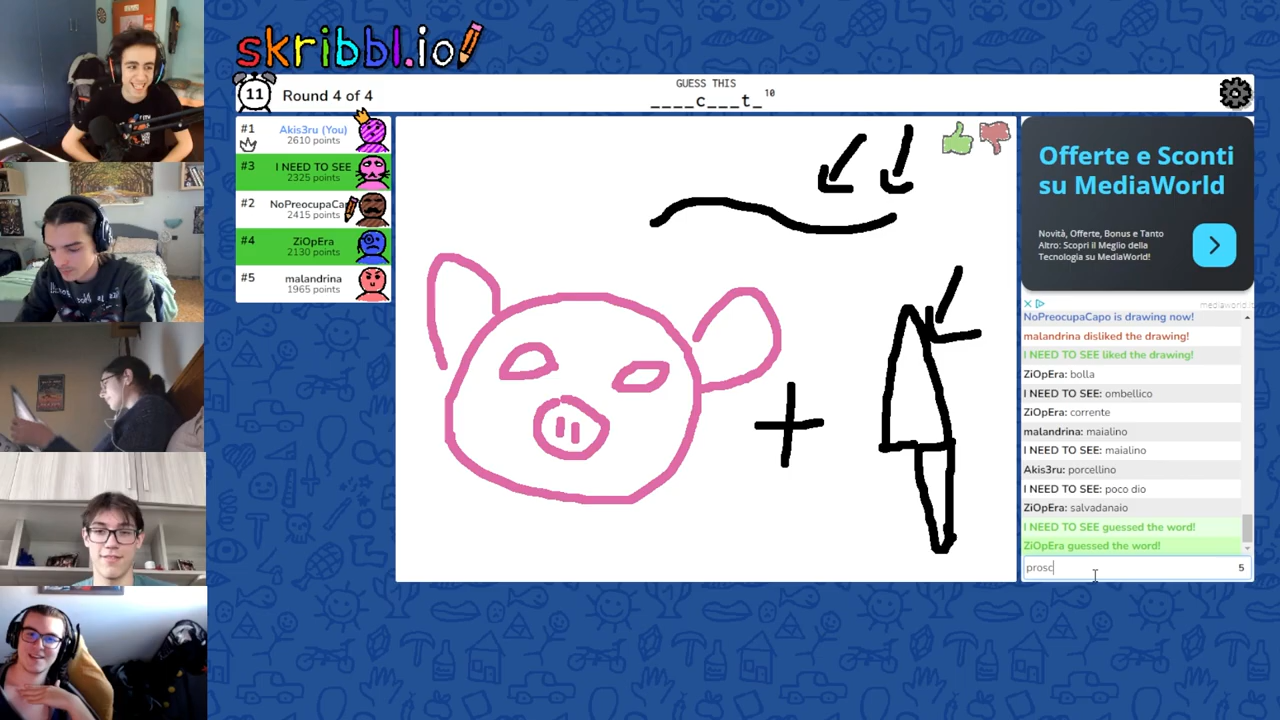 skribbl.io
11
Round 4 of 4
GUESS THIS
____c___t_ 10
#1
Akis3ru (You)
2610 points
#3
I NEED TO SEE
2325 points
#2
NoPreocupaCap
2415 points
#4
ZiOpEra
2130 points
#5
malandrina
1965 points
Offerte e Sconti
su MediaWorld
Novità, Offerte, Bonus e Tanto
Altro: Scopri il Meglio della
Tecnologia su MediaWorld!
mediaworld.it
NoPreocupaCapo is drawing now!
malandrina disliked the drawing!
I NEED TO SEE liked the drawing!
ZiOpEra: bolla
I NEED TO SEE: ombellico
ZiOpEra: corrente
malandrina: maialino
I NEED TO SEE: maialino
Akis3ru: porcellino
I NEED TO SEE: poco dio
ZiOpEra: salvadanaio
I NEED TO SEE guessed the word!
ZiOpEra guessed the word!
prosc
5